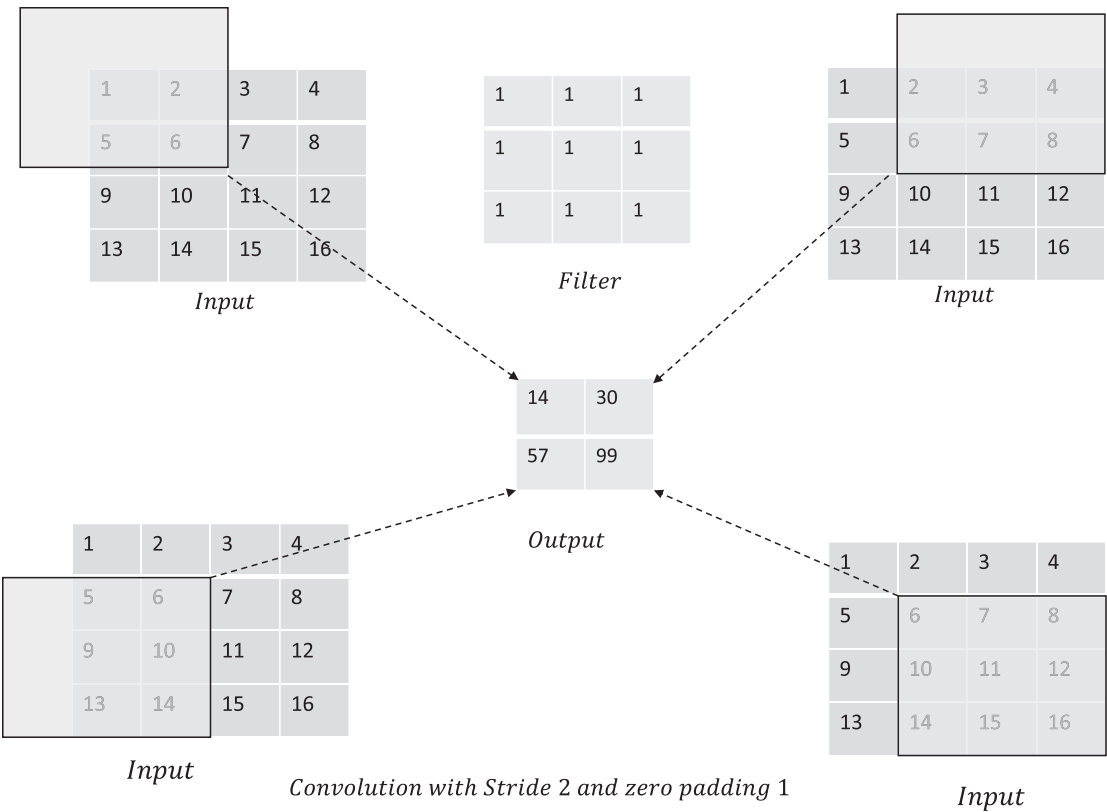 1 2 3 4
5 6 7 8
9 10 11 12
13 14 15 16
Input
1 1 1
1 1 1
1 1 1
Filter
1 2 3 4
5 6 7 8
9 10 11 12
13 14 15 16
Input
14 30
57 99
Output
1 2 3 4
5 6 7 8
9 10 11 12
13 14 15 16
Input
1 2 3 4
5 6 7 8
9 10 11 12
13 14 15 16
Input
Convolution with Stride 2 and zero padding 1